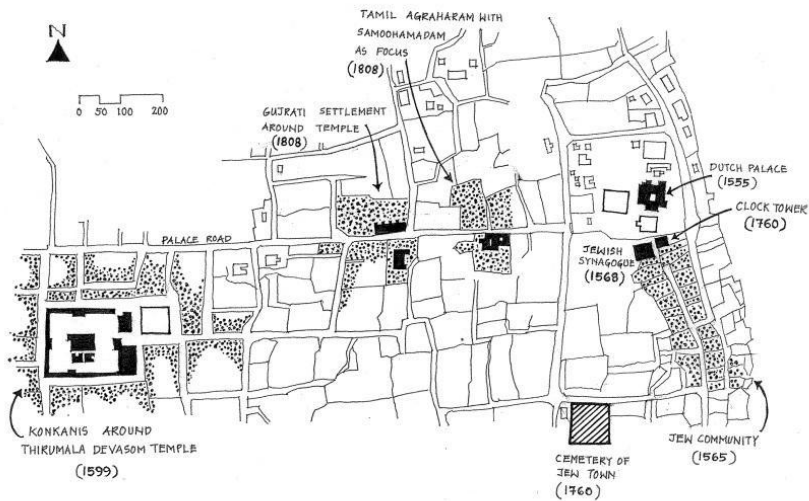 N
0 50 100 200
TAMIL AGRAHARAM WITH
SAMOOHAMADAM
AS FOCUS
(1808)
GUJRATI SETTLEMENT
AROUND TEMPLE
(1808)
DUTCH PALACE
(1555)
CLOCK TOWER
(1760)
PALACE ROAD
JEWISH
SYNAGOGUE
(1568)
KONKANIS AROUND
THIRUMALA DEVASOM TEMPLE
(1599)
CEMETERY OF
JEW TOWN
(1760)
JEW COMMUNITY
(1565)